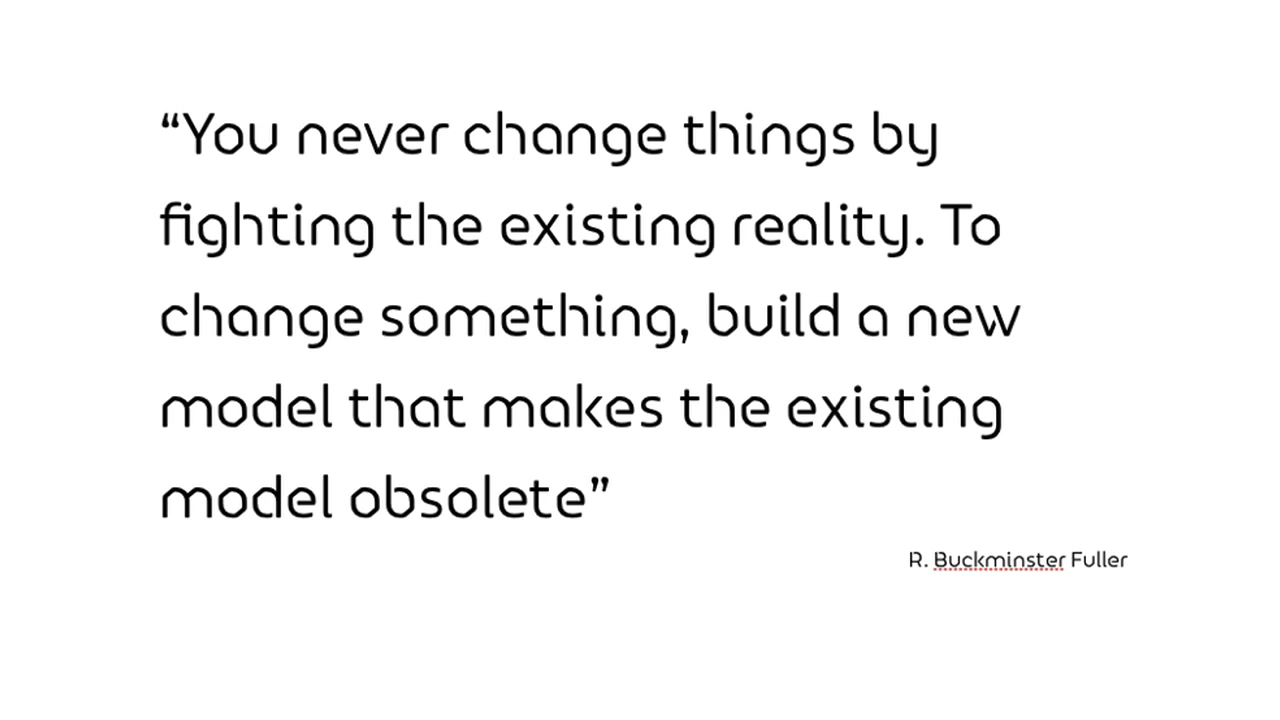 “You never change things by
fighting the existing reality. To
change something, build a new
model that makes the existing
model obsolete”
R. Buckminster Fuller